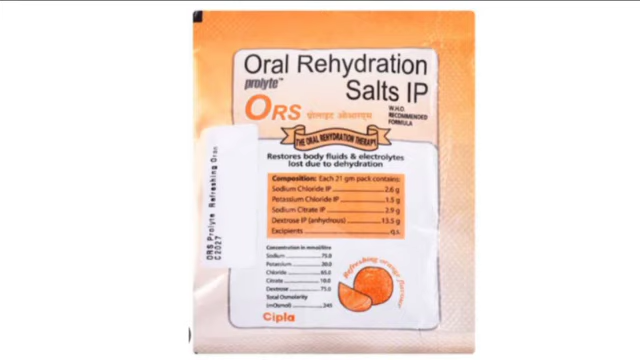 Oral Rehydration
prolyte™
Salts IP
ORS
प्रोलाइट ओआरएस
W.H.O.
RECOMMENDED
FORMULA
THE ORAL REHYDRATION THERAPY
Restores body fluids & electrolytes
lost due to dehydration
Composition: Each 21 gm pack contains:
Sodium Chloride IP 2.6 g
Potassium Chloride IP 1.5 g
Sodium Citrate IP 2.9 g
Dextrose IP (anhydrous) 13.5 g
Excipients q.s.
Concentration in mmol/litre
Sodium 75.0
Potassium 20.0
Chloride 65.0
Citrate 10.0
Dextrose 75.0
Total Osmolarity
(mOsmol) 245
Refreshing orange flavour
Cipla
ORS Prolyte Refreshing Oran
C2027